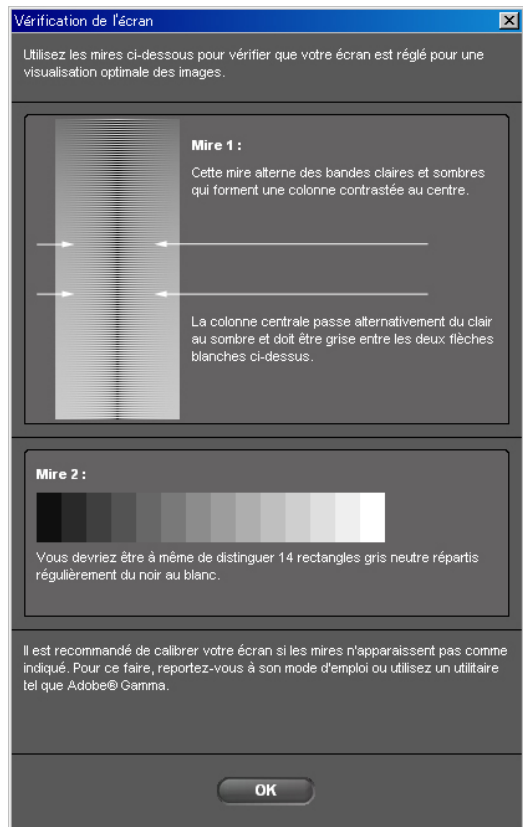 Vérification de l'écran
Utilisez les mires ci-dessous pour vérifier que votre écran est réglé pour une
visualisation optimale des images.
Mire 1 :
Cette mire alterne des bandes claires et sombres
qui forment une colonne contrastée au centre.
La colonne centrale passe alternativement du clair
au sombre et doit être grise entre les deux flèches
blanches ci-dessus.
Mire 2 :
Vous devriez être à même de distinguer 14 rectangles gris neutre répartis
régulièrement du noir au blanc.
Il est recommandé de calibrer votre écran si les mires n'apparaissent pas comme
indiqué. Pour ce faire, reportez-vous à son mode d'emploi ou utilisez un utilitaire
tel que Adobe® Gamma.
OK